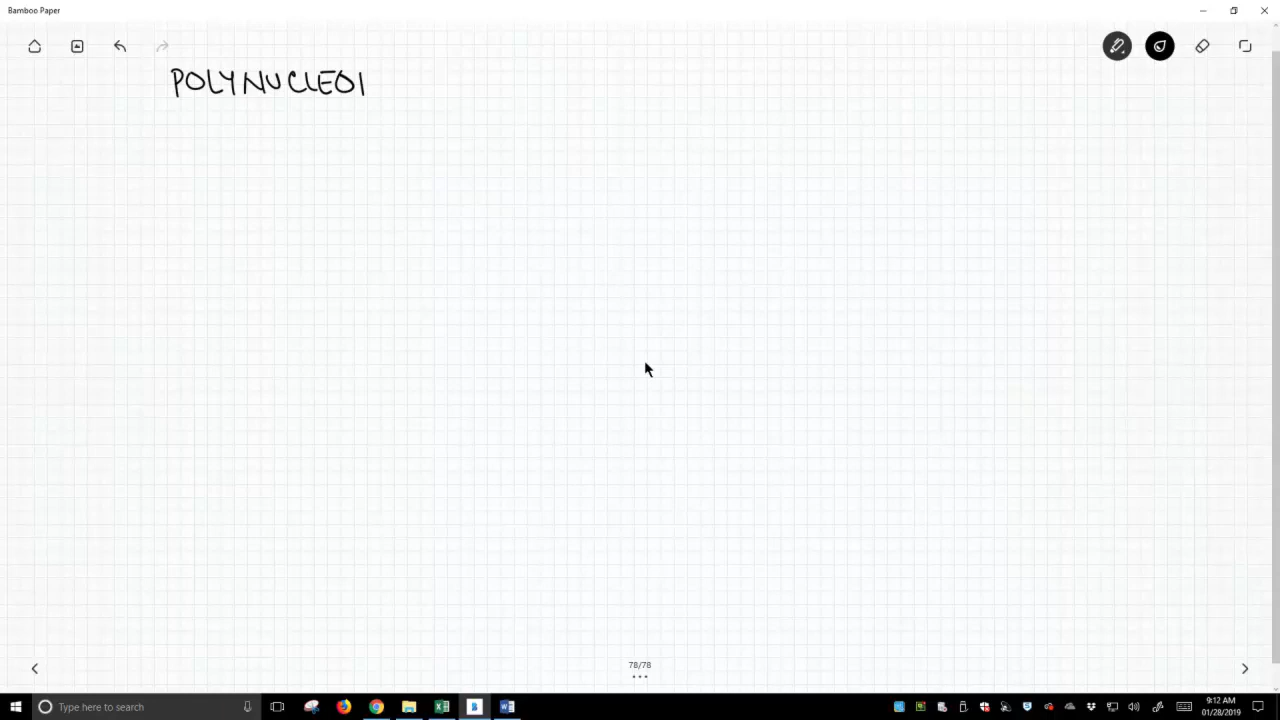 Bamboo Paper
POLYNUCLEOI
78/78
Type here to search
9:12 AM
01/28/2019